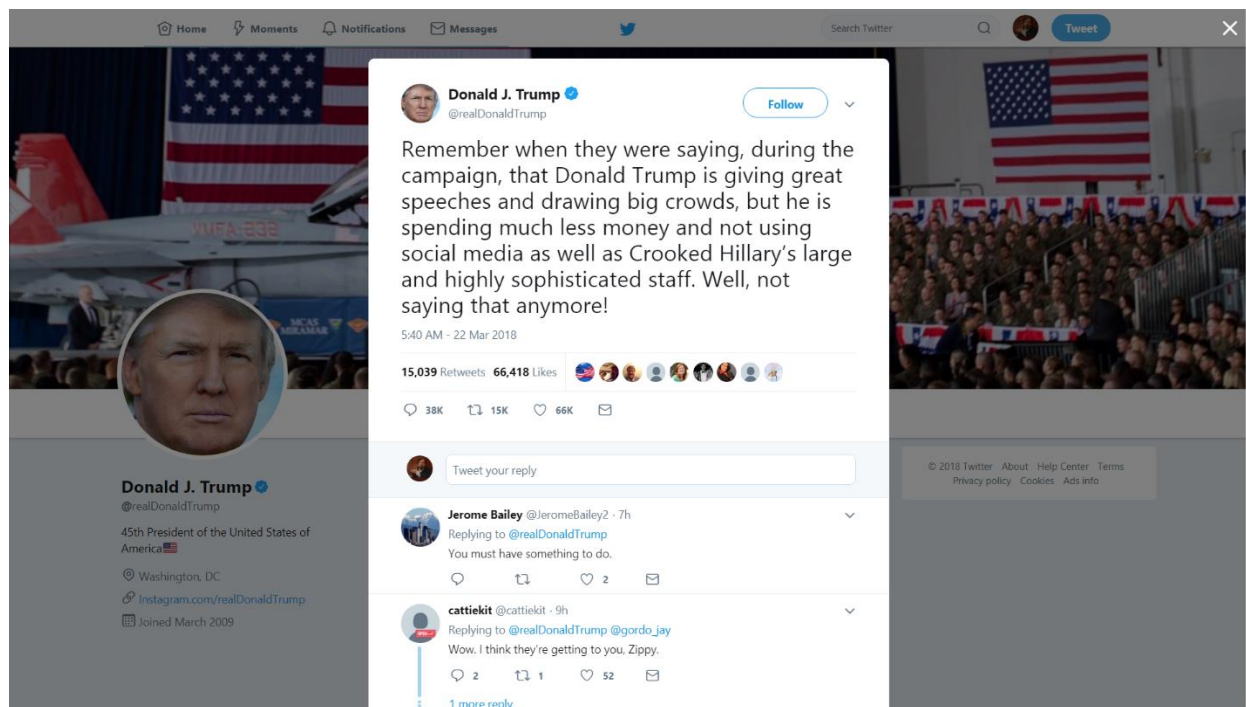 Home
Moments
Notifications
Messages
Search Twitter
Tweet
Donald J. Trump
@realDonaldTrump
Follow
Remember when they were saying, during the
campaign, that Donald Trump is giving great
speeches and drawing big crowds, but he is
spending much less money and not using
social media as well as Crooked Hillary's large
and highly sophisticated staff. Well, not
saying that anymore!
5:40 AM - 22 Mar 2018
15,039 Retweets 66,418 Likes
38K 15K 66K
Tweet your reply
Jerome Bailey @JeromeBailey2 · 7h
Replying to @realDonaldTrump
You must have something to do.
2
cattiekit @cattiekit · 9h
Replying to @realDonaldTrump @gordo_jay
Wow. I think they're getting to you, Zippy.
2 1 52
1 more reply
MCAS
MIRAMAR
Donald J. Trump
@realDonaldTrump
45th President of the United States of
America
Washington, DC
Instagram.com/realDonaldTrump
Joined March 2009
© 2018 Twitter About Help Center Terms
Privacy policy Cookies Ads info